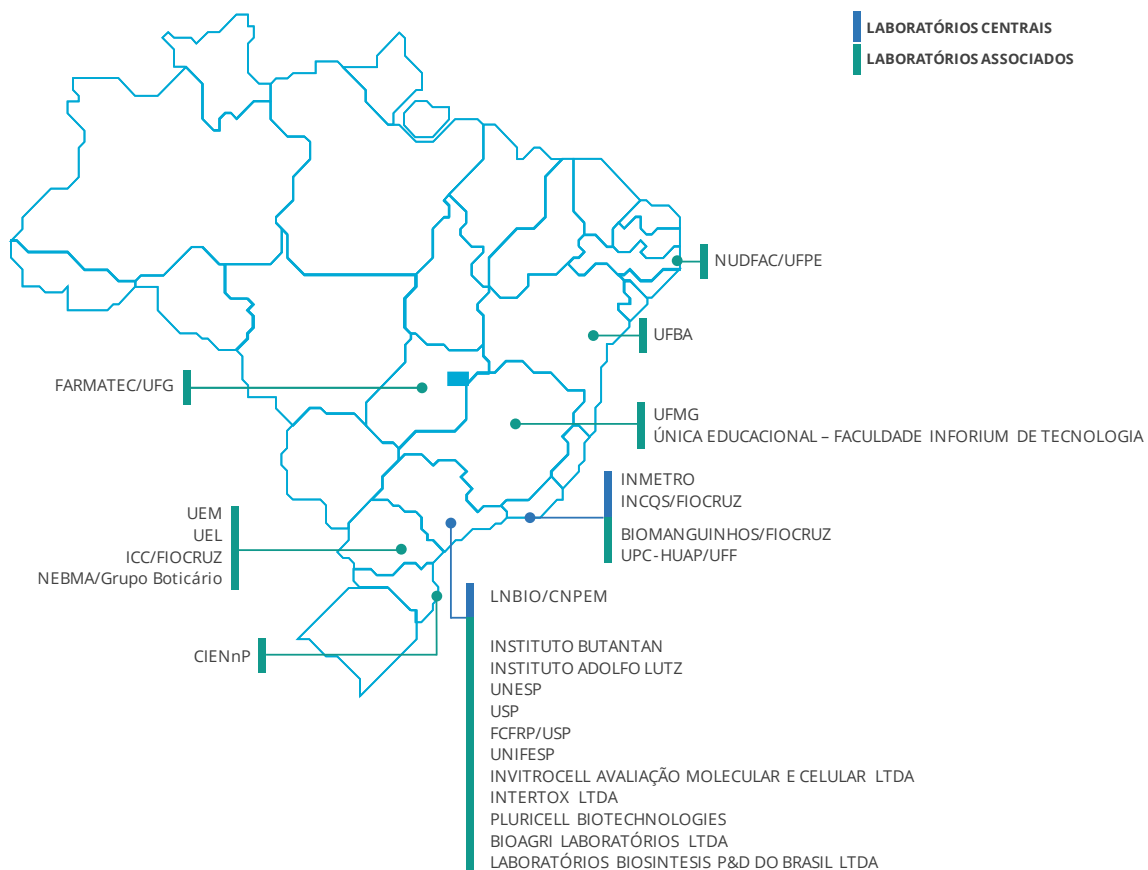 LABORATÓRIOS CENTRAIS
LABORATÓRIOS ASSOCIADOS
NUDFAC/UFPE
UFBA
FARMATEC/UFG
UFMG
ÚNICA EDUCACIONAL – FACULDADE INFORIUM DE TECNOLOGIA
INMETRO
INCQS/FIOCRUZ
BIOMANGUINHOS/FIOCRUZ
UPC-HUAP/UFF
UEM
UEL
ICC/FIOCRUZ
NEBMA/Grupo Boticário
CIENnP
LNBIO/CNPEM
INSTITUTO BUTANTAN
INSTITUTO ADOLFO LUTZ
UNESP
USP
FCFRP/USP
UNIFESP
INVITROCELL AVALIAÇÃO MOLECULAR E CELULAR LTDA
INTERTOX LTDA
PLURICELL BIOTECHNOLOGIES
BIOAGRI LABORATÓRIOS LTDA
LABORATÓRIOS BIOSINTESIS P&D DO BRASIL LTDA